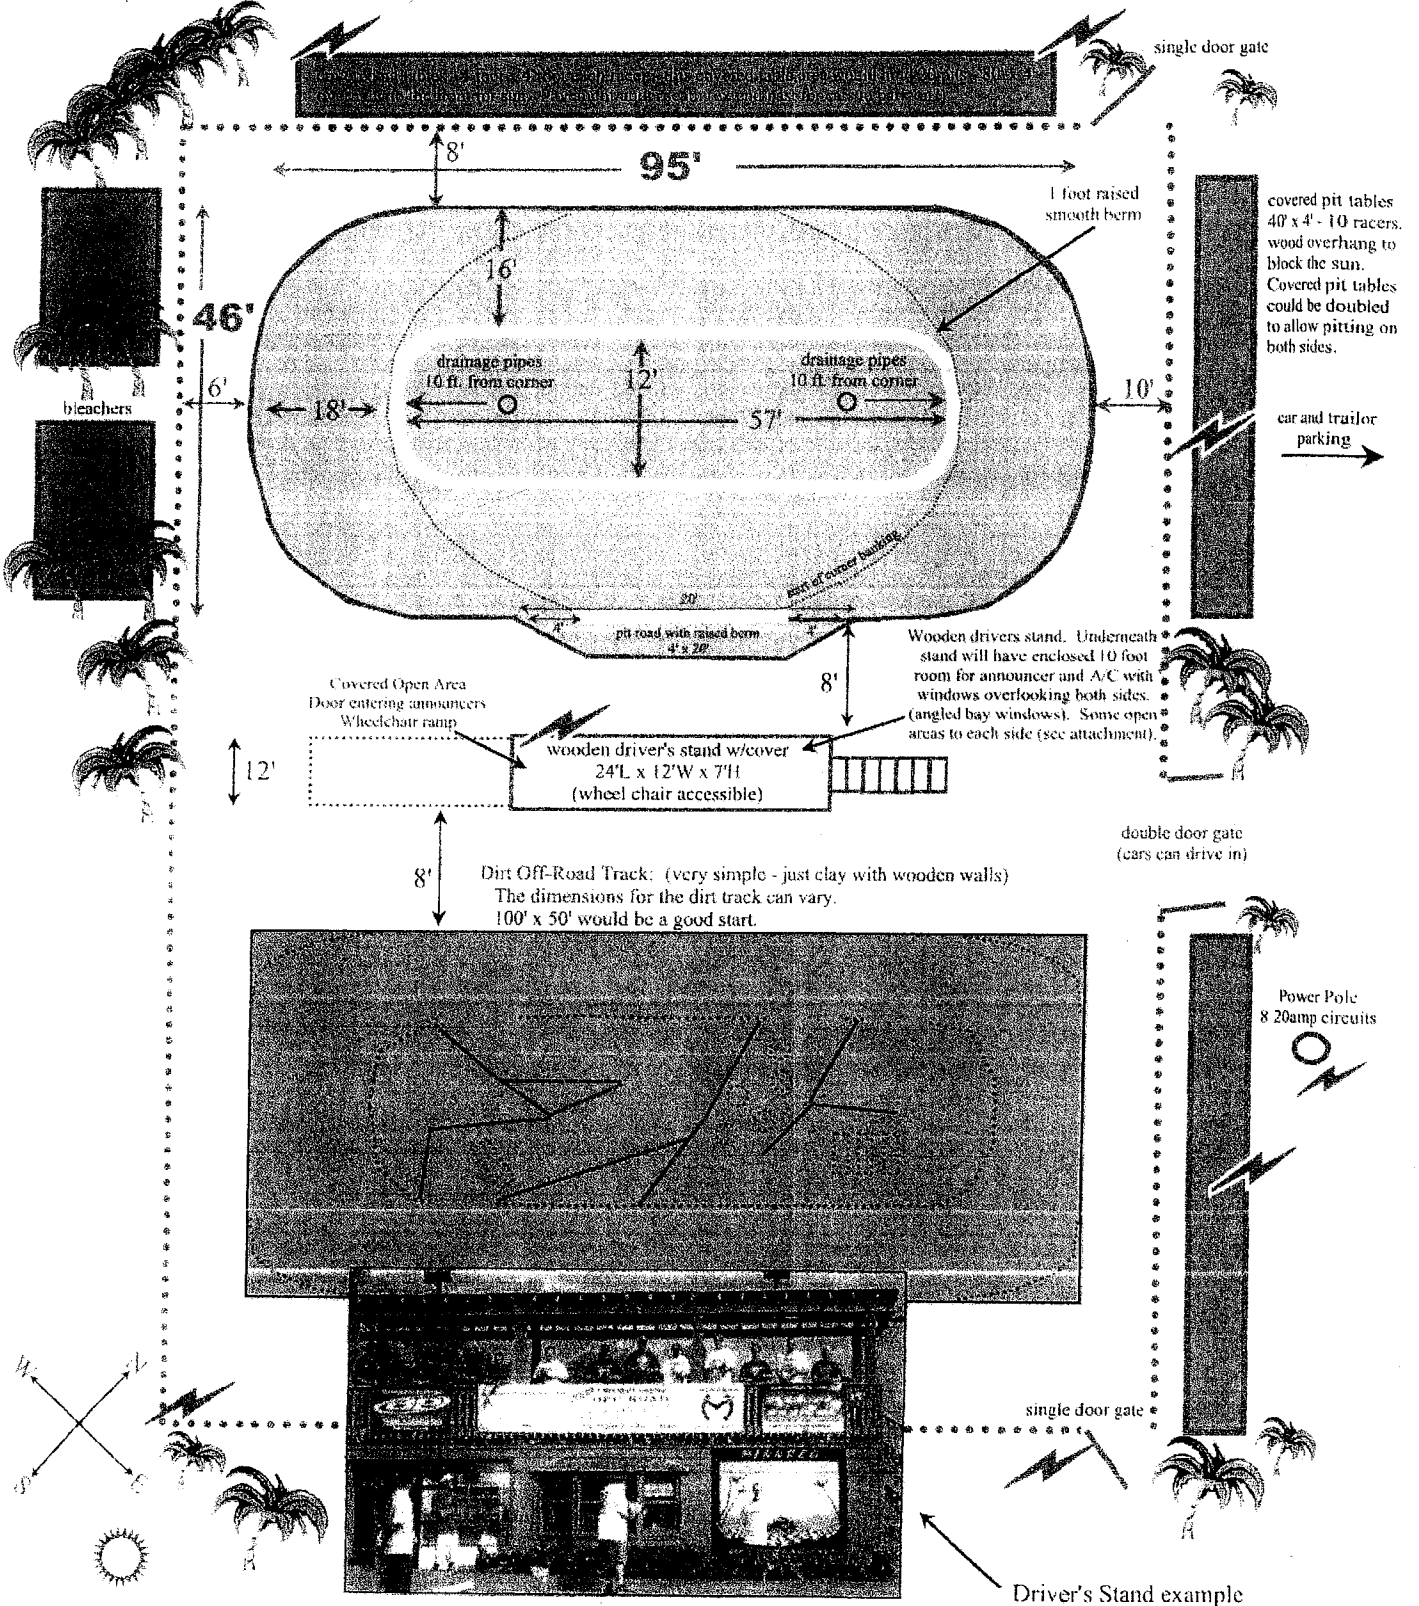 single door gate
8'
95'
1 foot raised
smooth berm
covered pit tables
40' x 4' - 10 racers.
wood overhang to
block the sun.
Covered pit tables
could be doubled
to allow pitting on
both sides.
16'
46'
drainage pipes
10 ft. from corner
12'
drainage pipes
10 ft. from corner
6'
bleachers
18'
57'
10'
car and trailor
parking
start of corner banking
20'
4'
4'
pit road with raised berm
4' x 20'
8'
Wooden drivers stand. Underneath
stand will have enclosed 10 foot
room for announcer and A/C with
windows overlooking both sides.
(angled bay windows). Some open
areas to each side (see attachment).
Covered Open Area
Door entering announcers
Wheelchair ramp
12'
wooden driver's stand w/cover
24'L x 12'W x 7'H
(wheel chair accessible)
double door gate
(cars can drive in)
8'
Dirt Off-Road Track: (very simple - just clay with wooden walls)
The dimensions for the dirt track can vary.
100' x 50' would be a good start.
Power Pole
8 20amp circuits
W
N
S
single door gate
Driver's Stand example